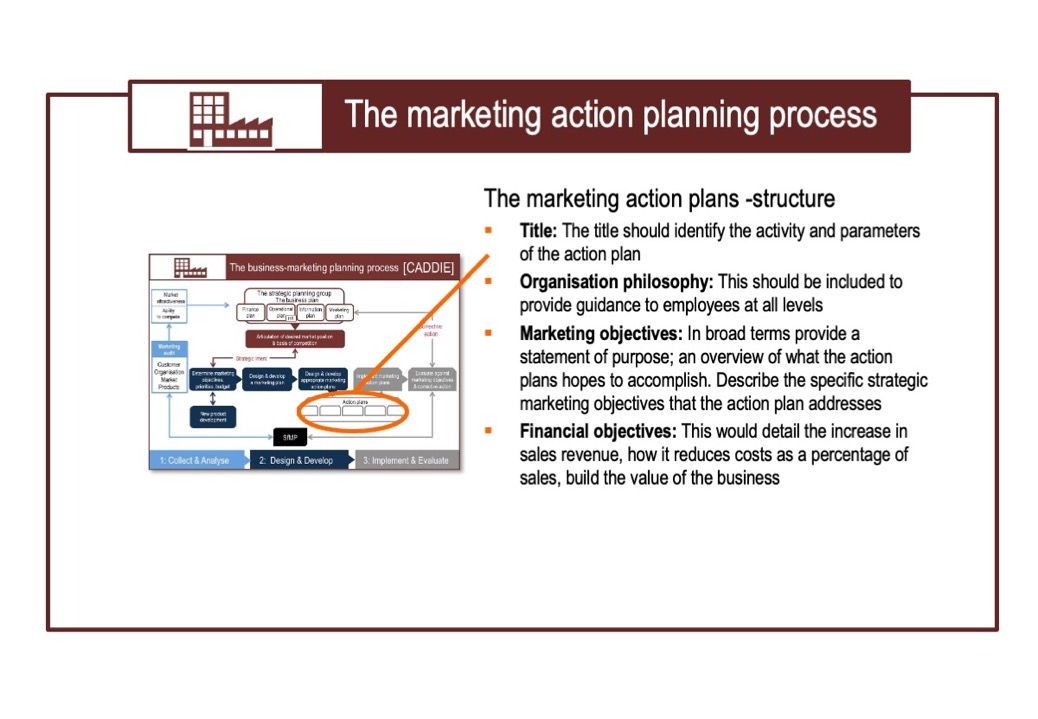 The marketing action planning process
The marketing action plans -structure
▪ Title: The title should identify the activity and parameters
of the action plan
▪ Organisation philosophy: This should be included to
provide guidance to employees at all levels
▪ Marketing objectives: In broad terms provide a
statement of purpose; an overview of what the action
plans hopes to accomplish. Describe the specific strategic
marketing objectives that the action plan addresses
▪ Financial objectives: This would detail the increase in
sales revenue, how it reduces costs as a percentage of
sales, build the value of the business
The business-marketing planning process [CADDIE]
Market
attractiveness
Ability
to compete
The strategic planning group
The business plan
Finance
plan
Operational
plan
Information
plan
Marketing
plan
action
Articulation of desired market position
& basis of competition
Strategic intent
Marketing
audit
Customer
Organisation
Market
Products
Determine marketing
objectives,
priorities, budget
Design & develop
a marketing plan
Design & develop
appropriate marketing
action plans
marketing
action plans
Evaluate against
marketing objectives
& corrective action
Action plans
New product
development
SfMP
1: Collect & Analyse
2: Design & Develop
3: Implement & Evaluate